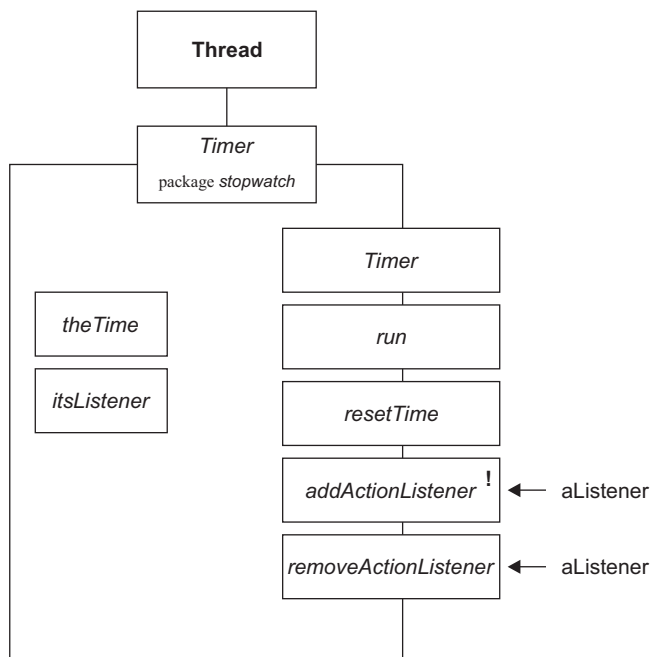 Thread
Timer
package stopwatch
Timer
theTime
run
itsListener
resetTime
addActionListener !
aListener
removeActionListener
aListener